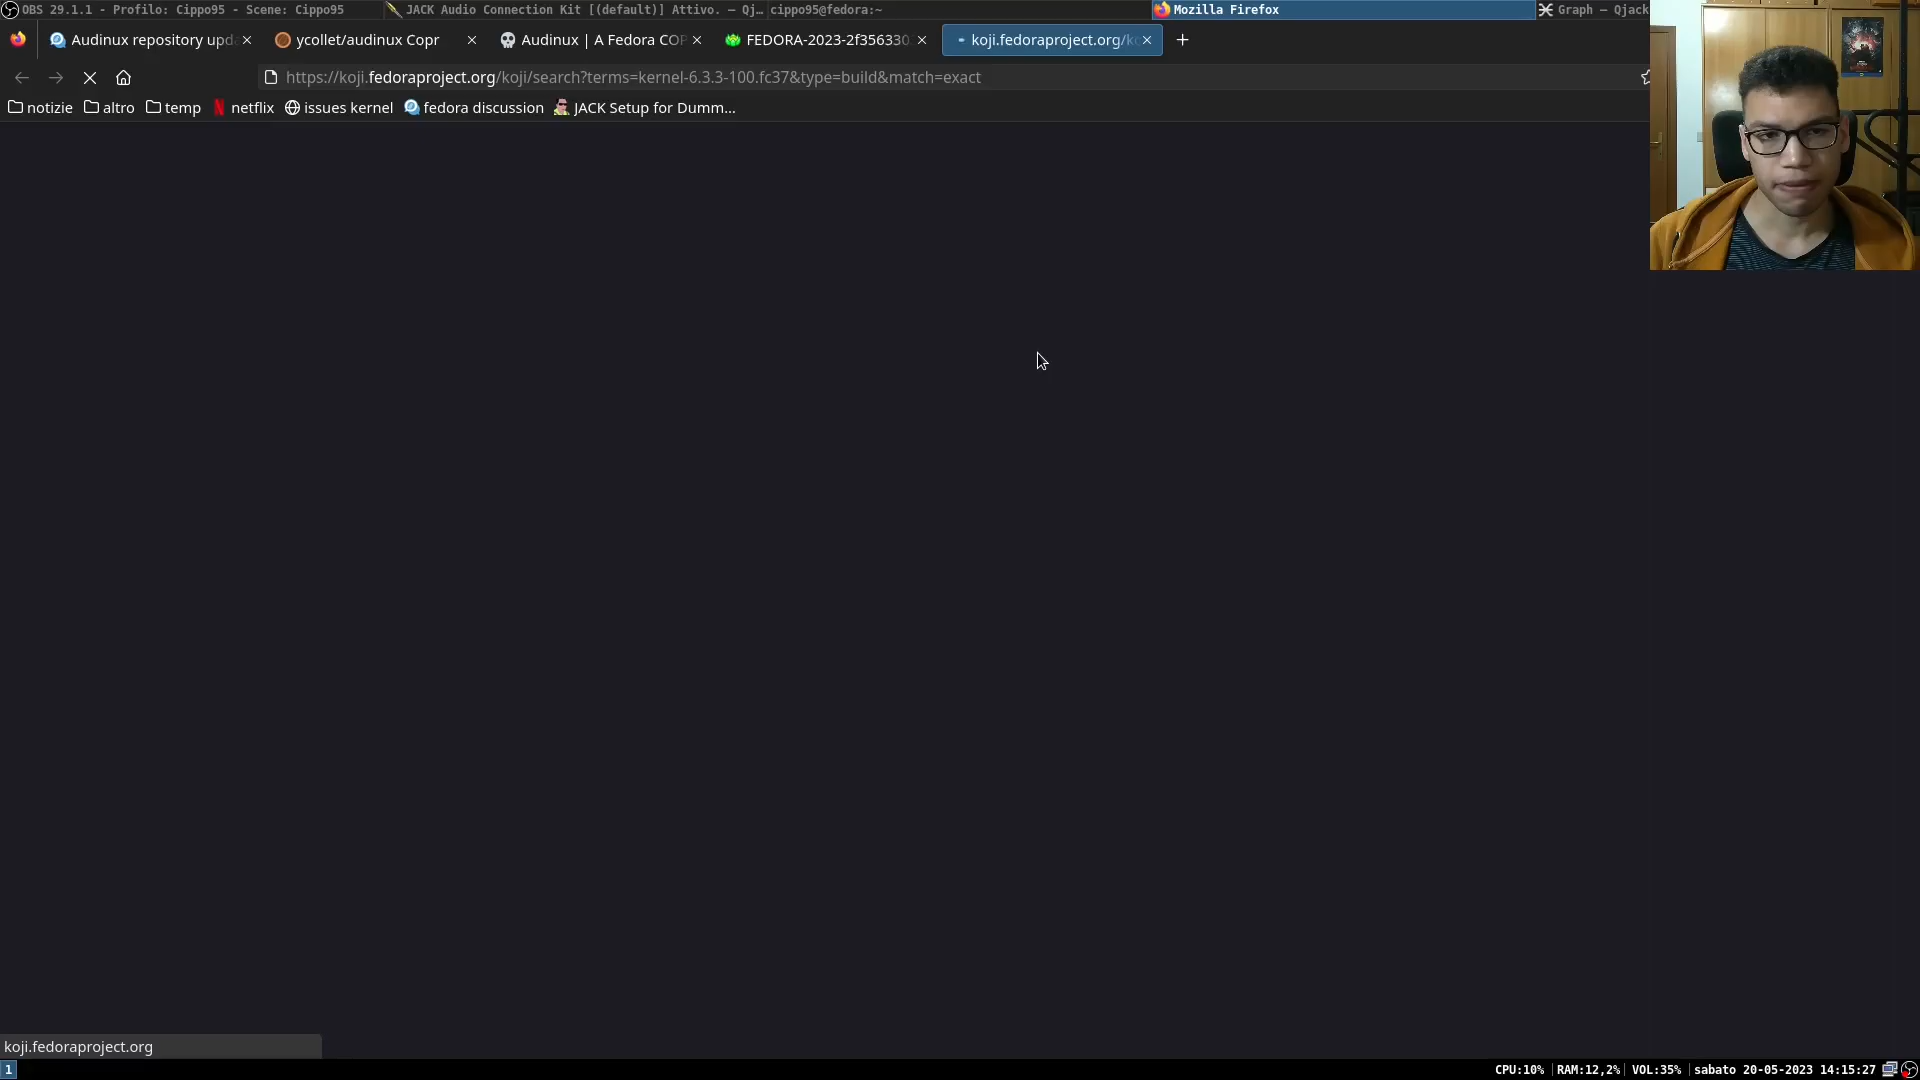 OBS 29.1.1 - Profilo: Cippo95 - Scene: Cippo95
JACK Audio Connection Kit [(default)] Attivo. — Qj…
cippo95@fedora:~
Mozilla Firefox
Graph — Qjack
Audinux repository upd
ycollet/audinux Copr
Audinux | A Fedora COP
FEDORA-2023-2f356330
koji.fedoraproject.org/k
https://koji.fedoraproject.org/koji/search?terms=kernel-6.3.3-100.fc37&type=build&match=exact
notizie
altro
temp
netflix
issues kernel
fedora discussion
JACK Setup for Dumm...
koji.fedoraproject.org
1
CPU:10%
RAM:12,2%
VOL:35%
sabato 20-05-2023 14:15:27